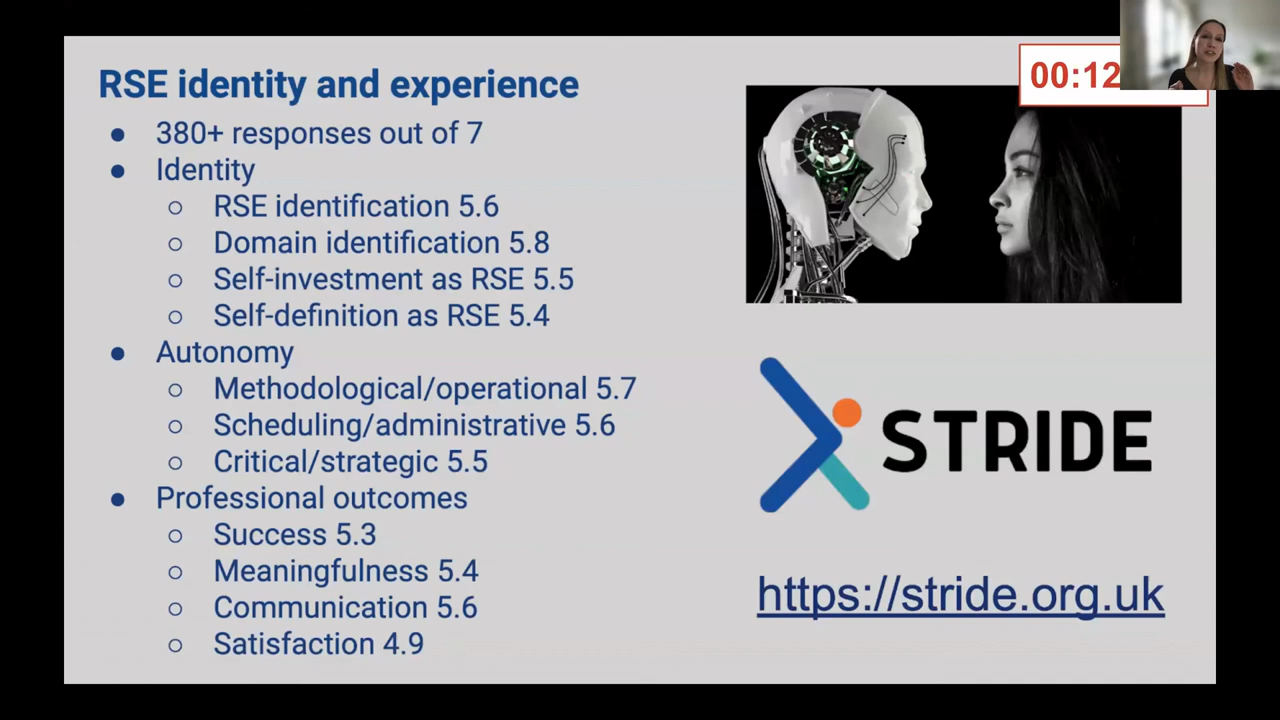 RSE identity and experience
● 380+ responses out of 7
● Identity
○ RSE identification 5.6
○ Domain identification 5.8
○ Self-investment as RSE 5.5
○ Self-definition as RSE 5.4
● Autonomy
○ Methodological/operational 5.7
○ Scheduling/administrative 5.6
○ Critical/strategic 5.5
● Professional outcomes
○ Success 5.3
○ Meaningfulness 5.4
○ Communication 5.6
○ Satisfaction 4.9
00:12
STRIDE
https://stride.org.uk